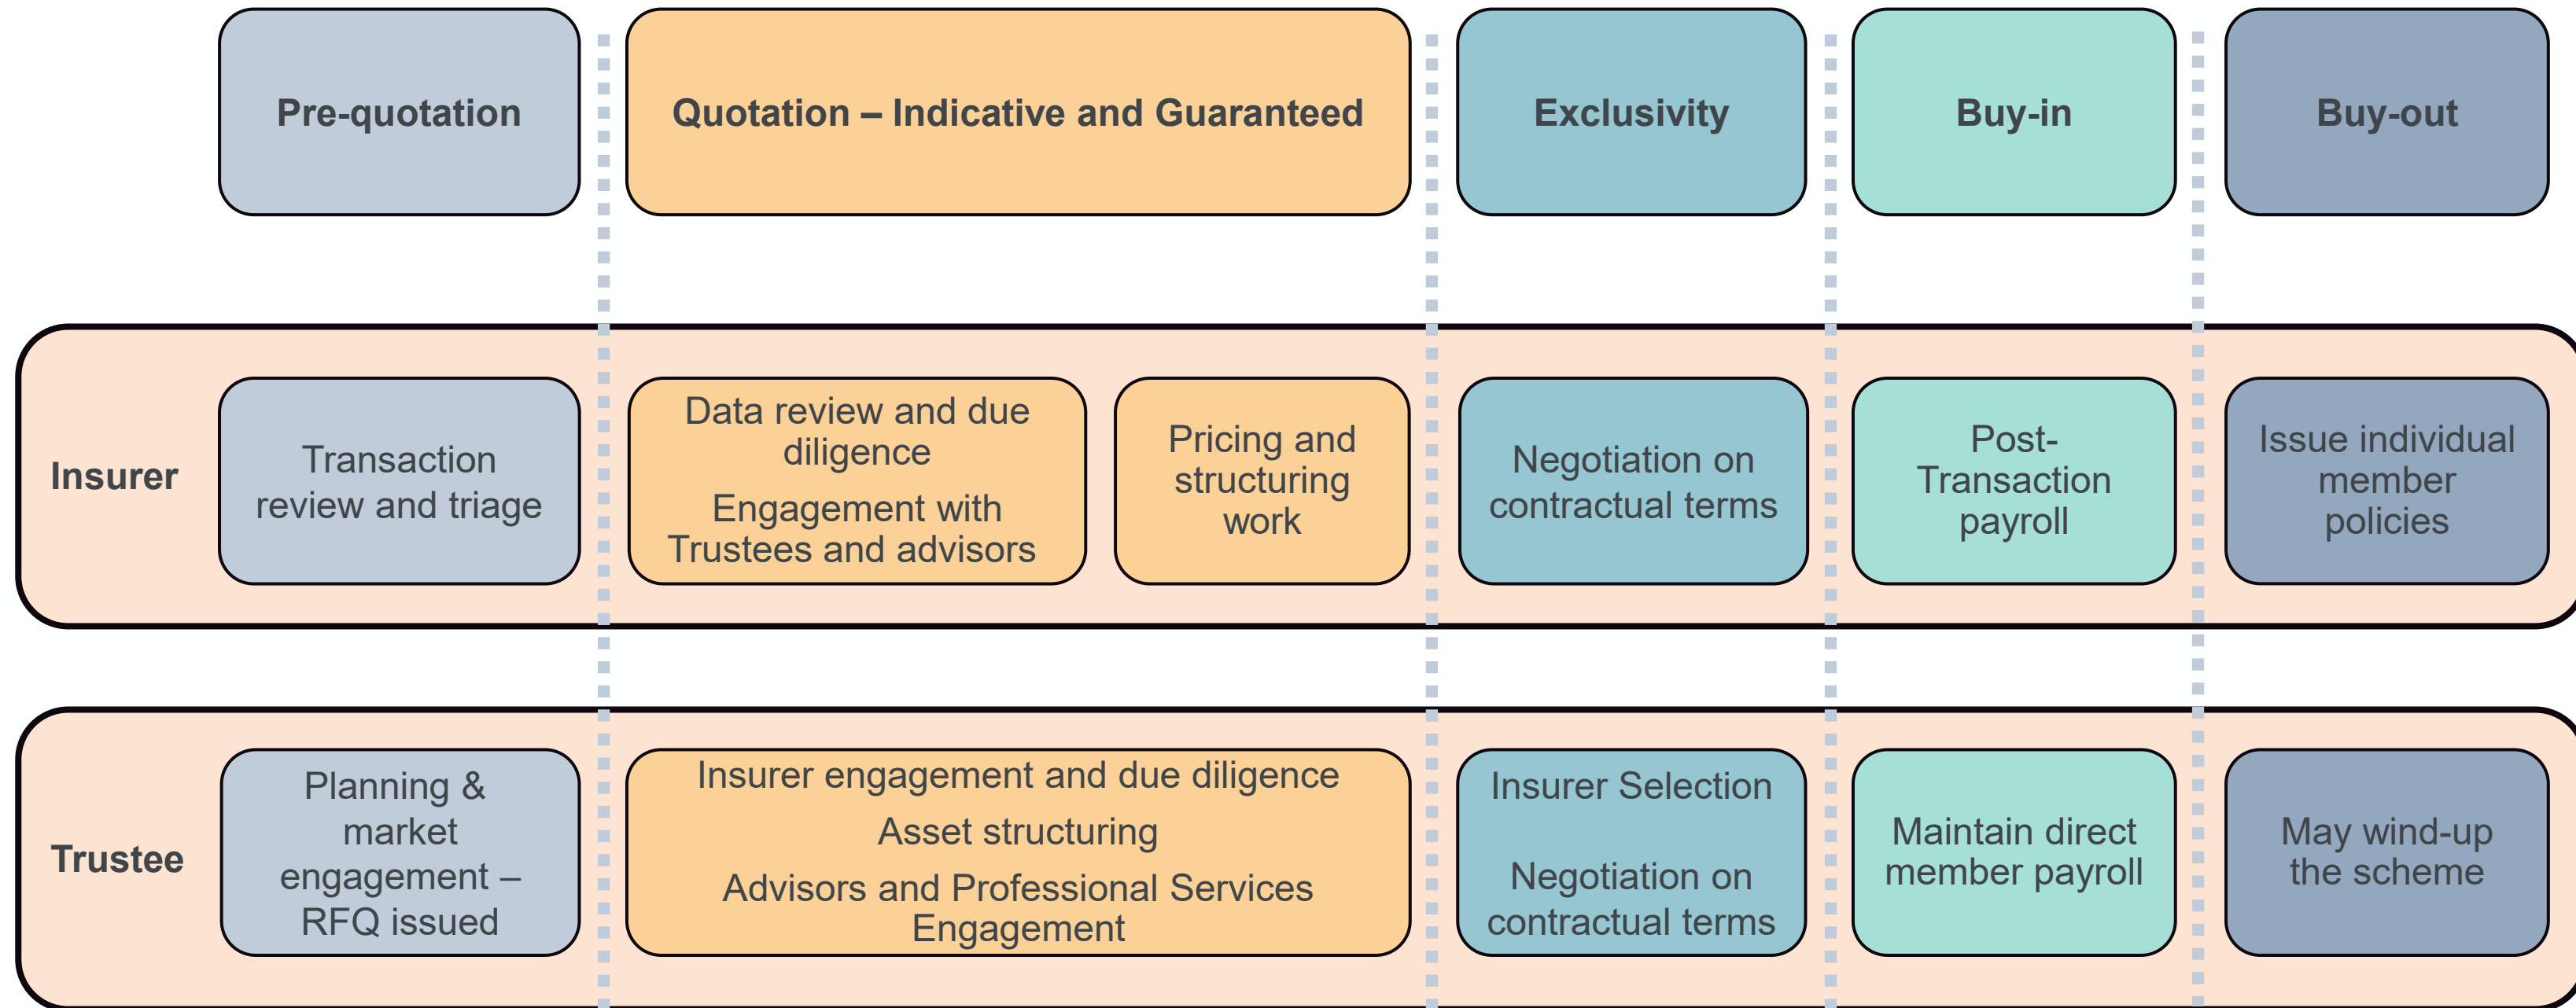 Pre-quotation
Quotation – Indicative and Guaranteed
Exclusivity
Buy-in
Buy-out
Insurer
Transaction
review and triage
Data review and due
diligence
Engagement with
Trustees and advisors
Pricing and
structuring
work
Negotiation on
contractual terms
Post-
Transaction
payroll
Issue individual
member
policies
Trustee
Planning &
market
engagement –
RFQ issued
Insurer engagement and due diligence
Asset structuring
Advisors and Professional Services
Engagement
Insurer Selection
Negotiation on
contractual terms
Maintain direct
member payroll
May wind-up
the scheme